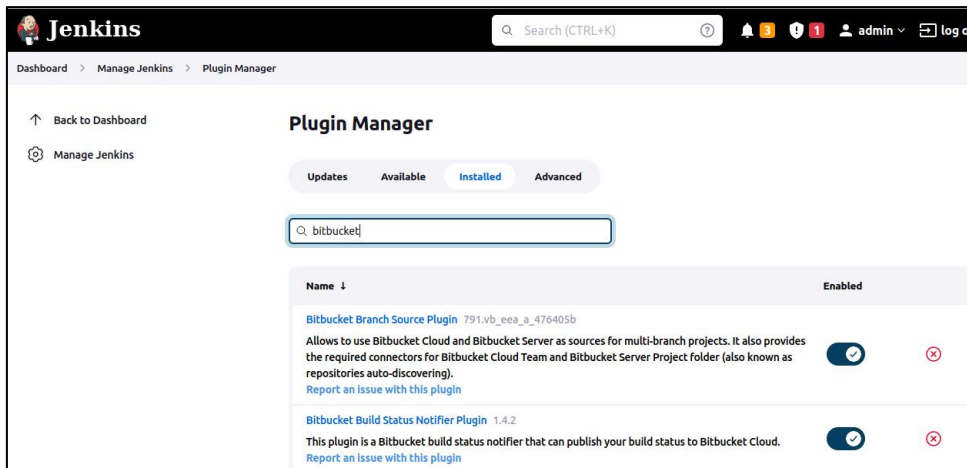 Jenkins
Search (CTRL+K)
3
1
admin
log o
Dashboard > Manage Jenkins > Plugin Manager
Back to Dashboard
Manage Jenkins
Plugin Manager
Updates Available Installed Advanced
bitbucket
Name ↓ Enabled
Bitbucket Branch Source Plugin 791.vb_eea_a_476405b
Allows to use Bitbucket Cloud and Bitbucket Server as sources for multi-branch projects. It also provides
the required connectors for Bitbucket Cloud Team and Bitbucket Server Project folder (also known as
repositories auto-discovering).
Report an issue with this plugin
Bitbucket Build Status Notifier Plugin 1.4.2
This plugin is a Bitbucket build status notifier that can publish your build status to Bitbucket Cloud.
Report an issue with this plugin